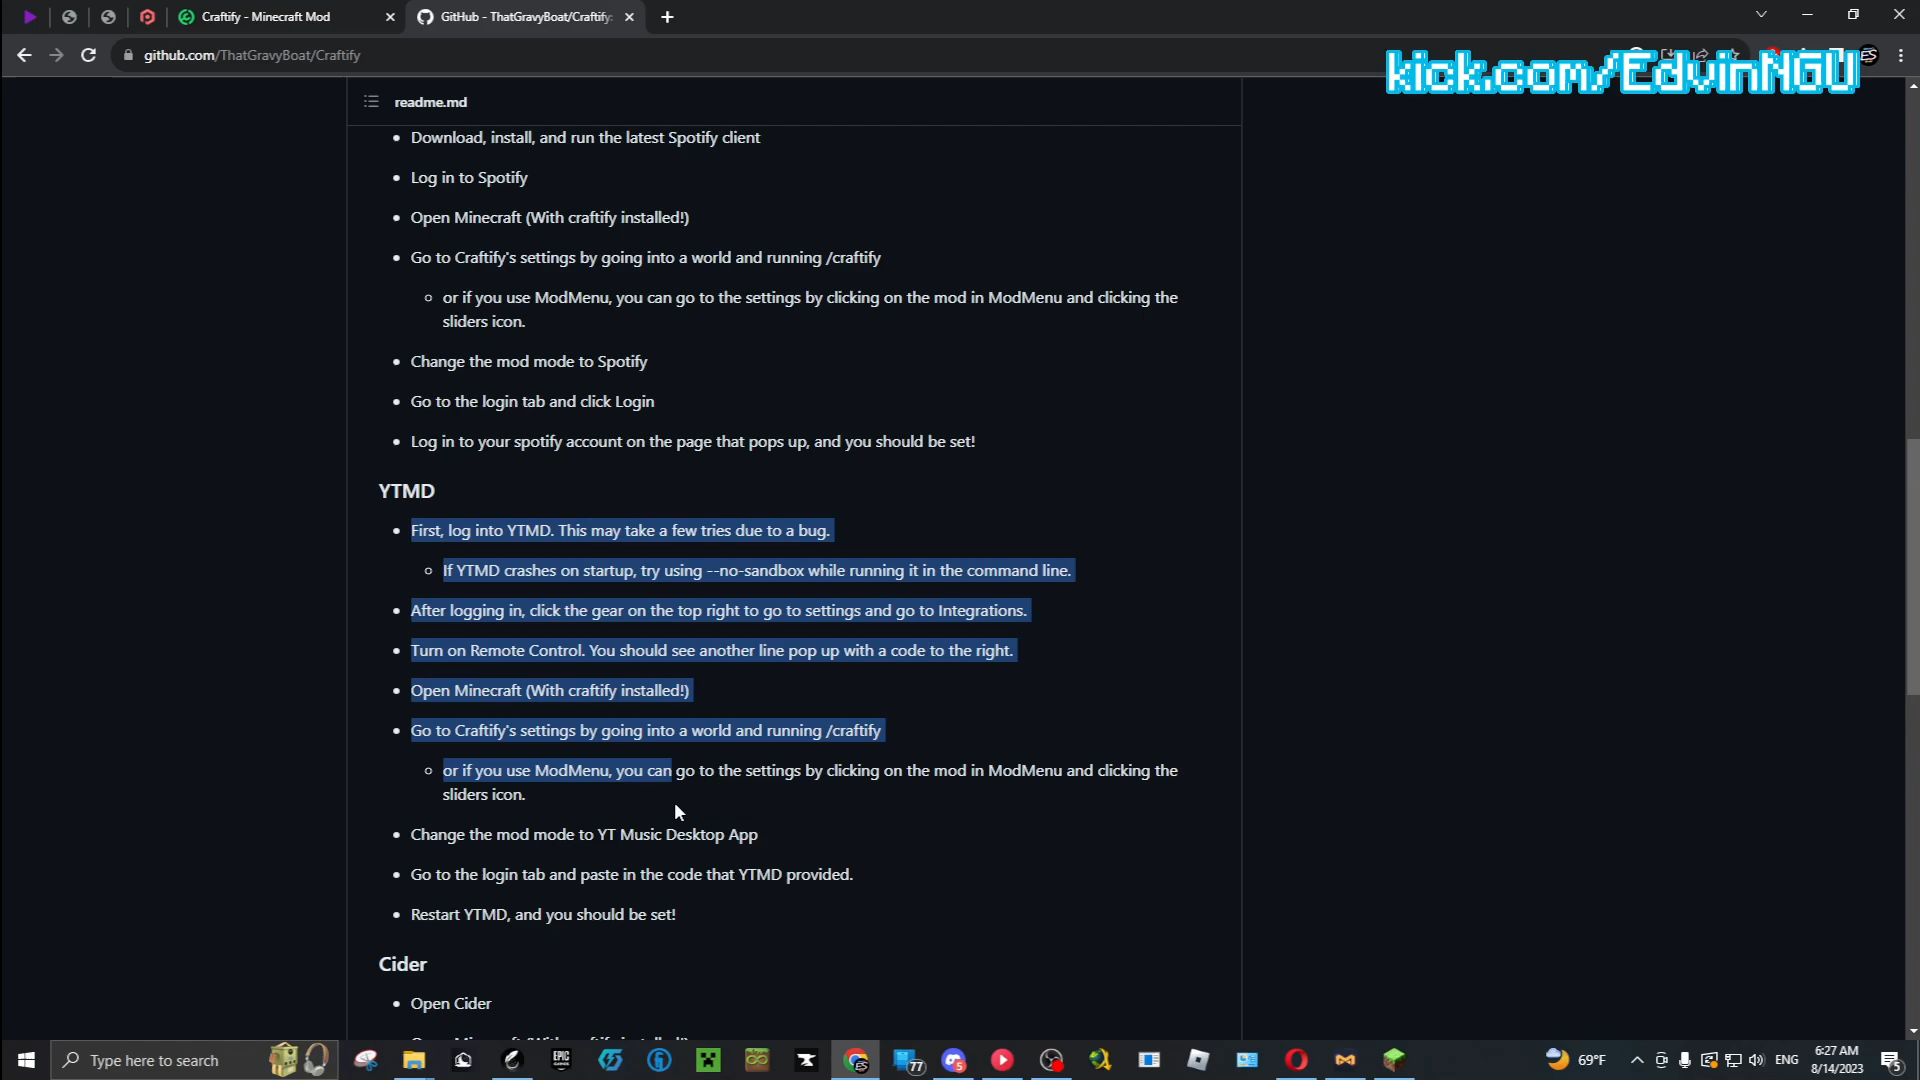 Craftify - Minecraft Mod
GitHub - ThatGravyBoat/Craftify:
github.com/ThatGravyBoat/Craftify
kick.com/EdwinNGU
readme.md
Download, install, and run the latest Spotify client
Log in to Spotify
Open Minecraft (With craftify installed!)
Go to Craftify's settings by going into a world and running /craftify
or if you use ModMenu, you can go to the settings by clicking on the mod in ModMenu and clicking the
sliders icon.
Change the mod mode to Spotify
Go to the login tab and click Login
Log in to your spotify account on the page that pops up, and you should be set!
YTMD
First, log into YTMD. This may take a few tries due to a bug.
If YTMD crashes on startup, try using --no-sandbox while running it in the command line.
After logging in, click the gear on the top right to go to settings and go to Integrations.
Turn on Remote Control. You should see another line pop up with a code to the right.
Open Minecraft (With craftify installed!)
Go to Craftify's settings by going into a world and running /craftify
or if you use ModMenu, you can go to the settings by clicking on the mod in ModMenu and clicking the
sliders icon.
Change the mod mode to YT Music Desktop App
Go to the login tab and paste in the code that YTMD provided.
Restart YTMD, and you should be set!
Cider
Open Cider
Type here to search
EPIC
77
5
69°F
ENG
6:27 AM
8/14/2023
5